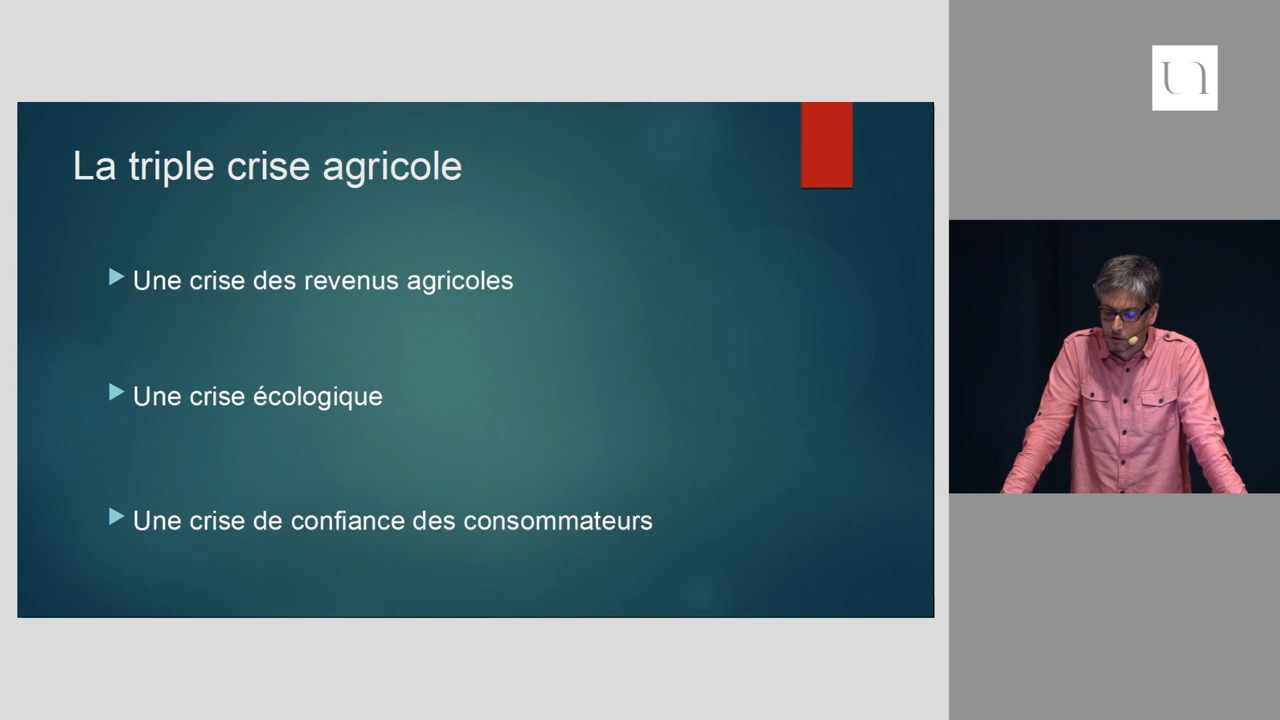 La triple crise agricole
Une crise des revenus agricoles
Une crise écologique
Une crise de confiance des consommateurs